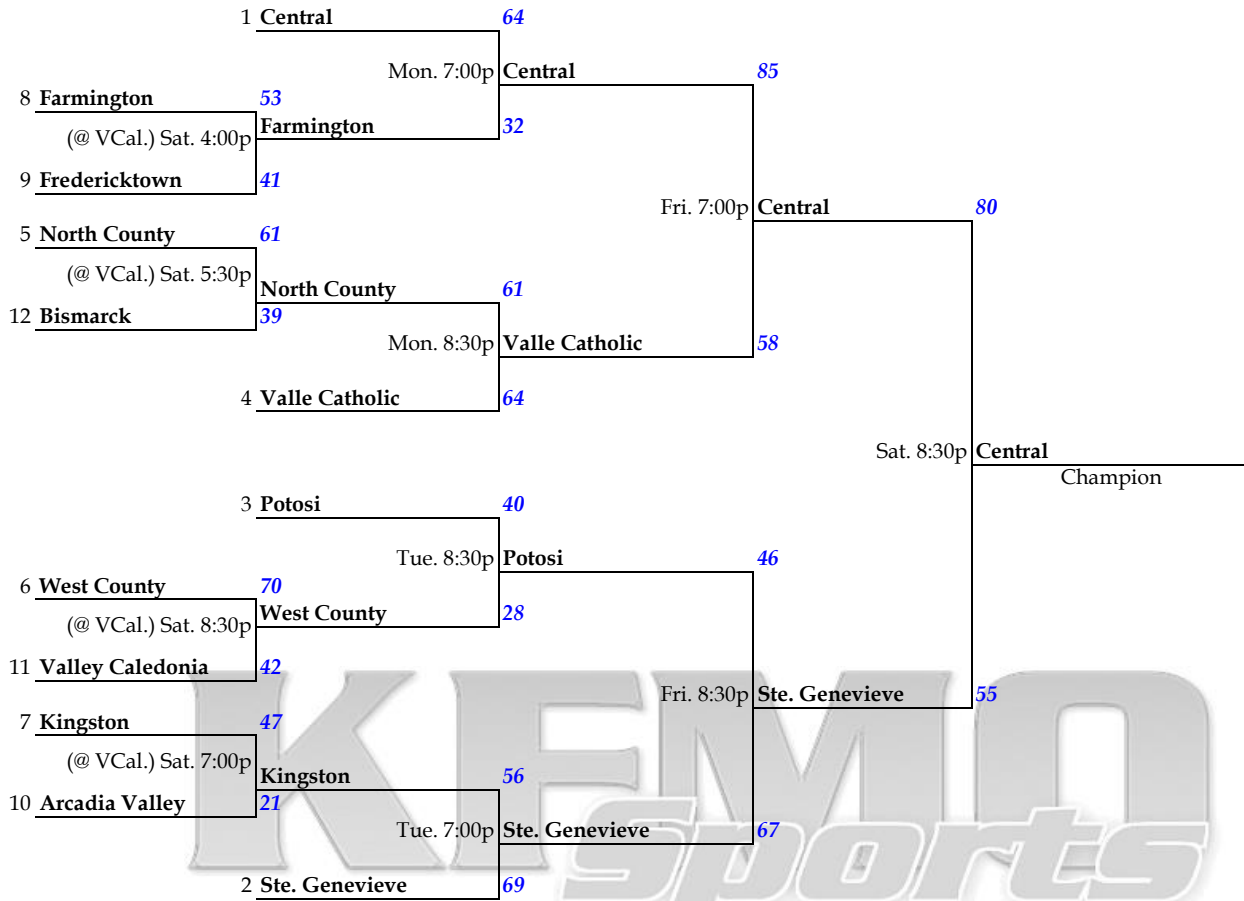 1 Central 64
Mon. 7:00p Central 85
8 Farmington 53
(@ VCal.) Sat. 4:00p Farmington 32
9 Fredericktown 41
Fri. 7:00p Central 80
5 North County 61
(@ VCal.) Sat. 5:30p
North County 61
12 Bismarck 39
Mon. 8:30p Valle Catholic 58
4 Valle Catholic 64
Sat. 8:30p Central
Champion
3 Potosi 40
Tue. 8:30p Potosi 46
6 West County 70
(@ VCal.) Sat. 8:30p West County 28
11 Valley Caledonia 42
Fri. 8:30p Ste. Genevieve 55
7 Kingston 47
(@ VCal.) Sat. 7:00p
Kingston 56
10 Arcadia Valley 21
Tue. 7:00p Ste. Genevieve 67
2 Ste. Genevieve 69
KFMO
Sports